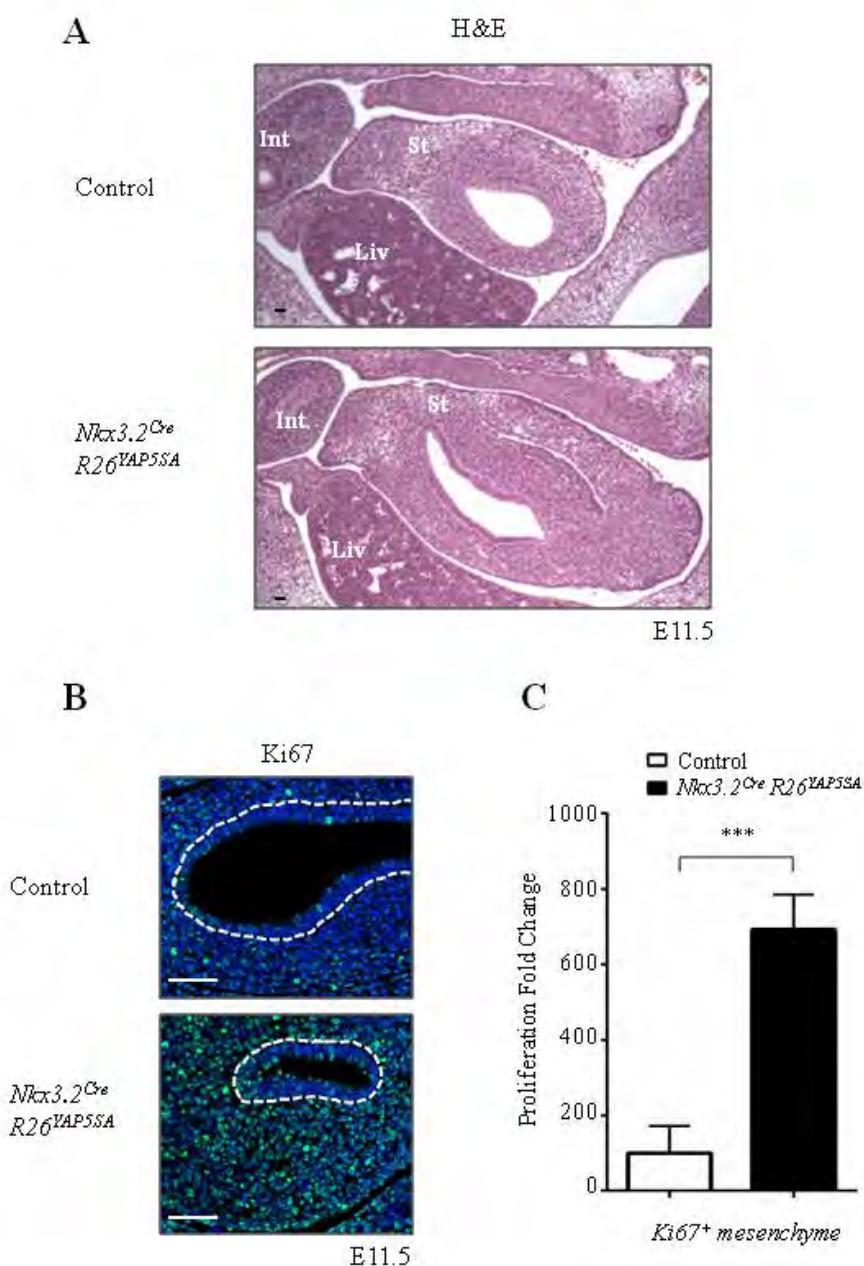 A
H&E
Control
Int
St
Liv
Nkx3.2Cre
R26YAP5SA
Int
St
Liv
E11.5
B
Ki67
Control
Nkx3.2Cre
R26YAP5SA
E11.5
C
Control
Nkx3.2Cre R26YAP5SA
***
1000
800
600
400
200
0
Proliferation Fold Change
Ki67+ mesenchyme